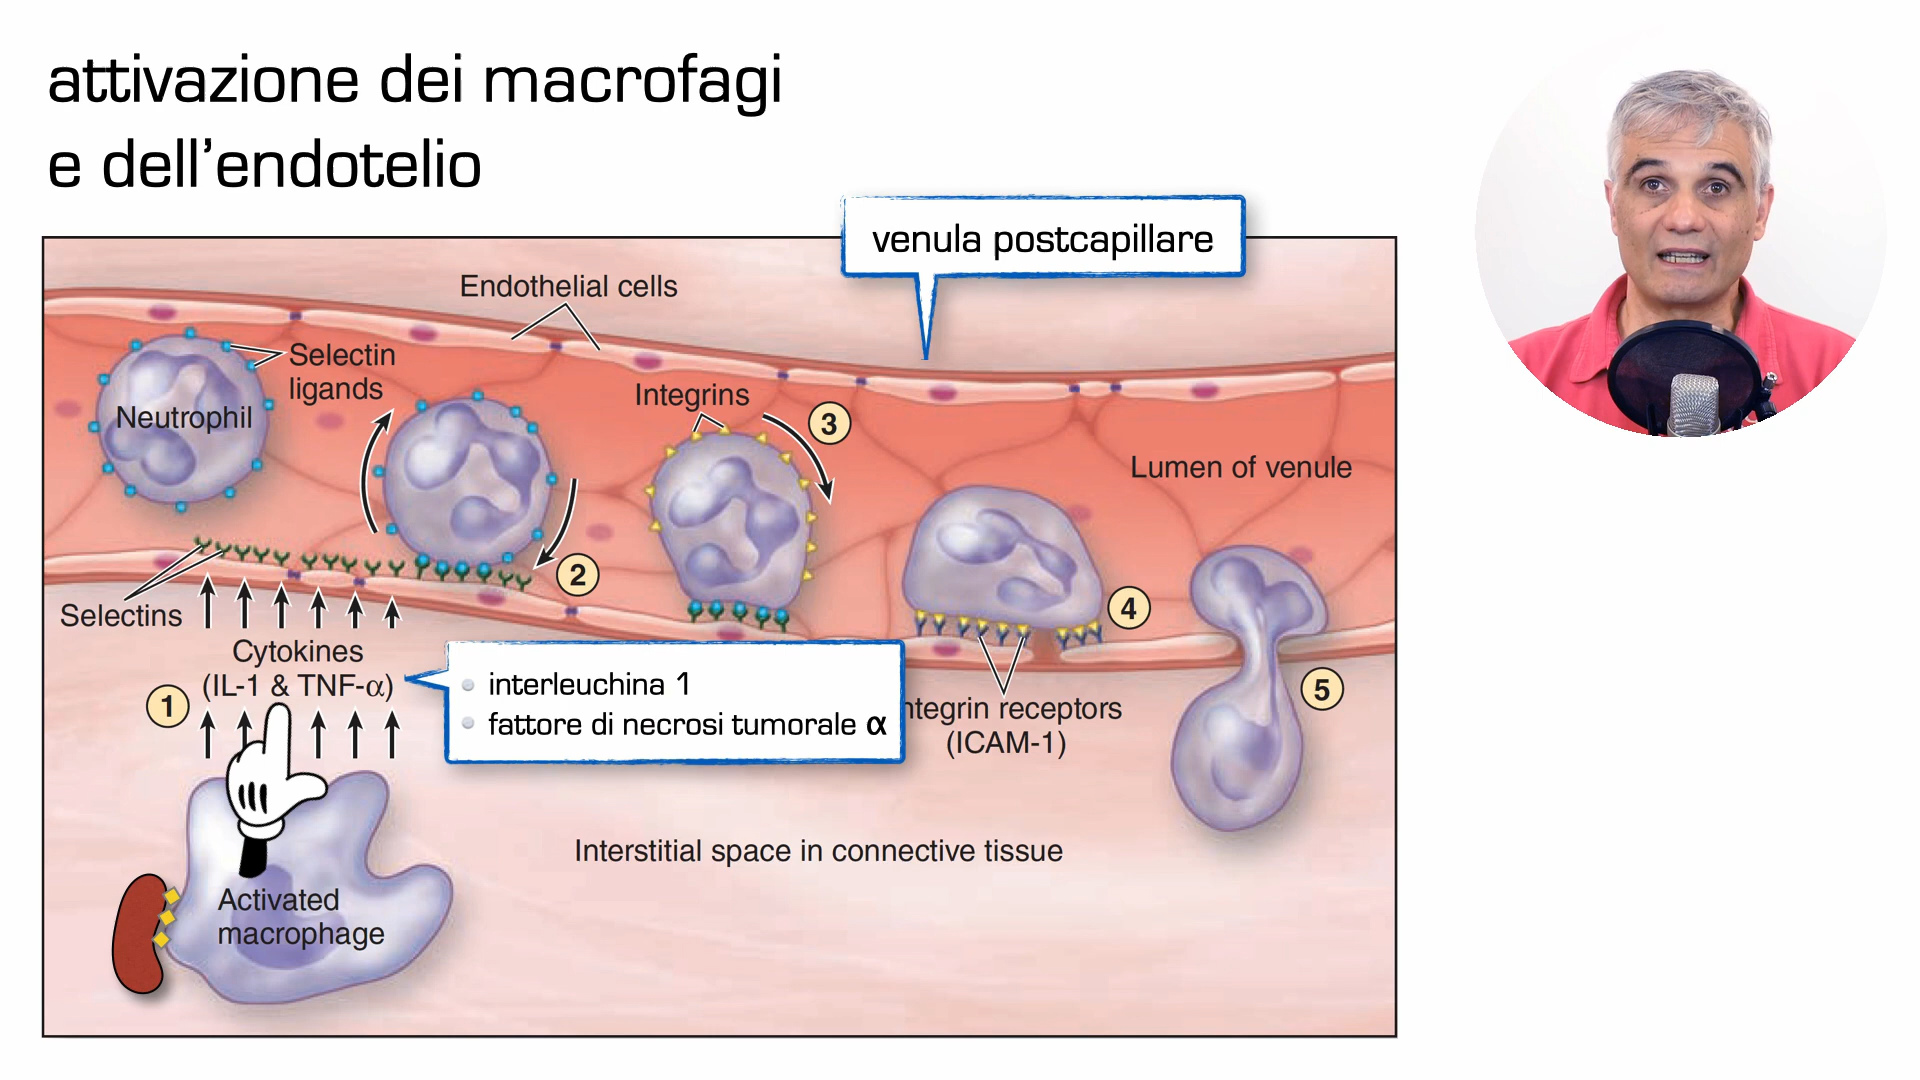 attivazione dei macrofagi
e dell’endotelio
venula postcapillare
Endothelial cells
Selectin
ligands
Neutrophil
Integrins
3
Lumen of venule
2
4
Selectins
Cytokines
(IL-1 & TNF-α)
1
interleuchina 1
fattore di necrosi tumorale α
ntegrin receptors
(ICAM-1)
5
Interstitial space in connective tissue
Activated
macrophage